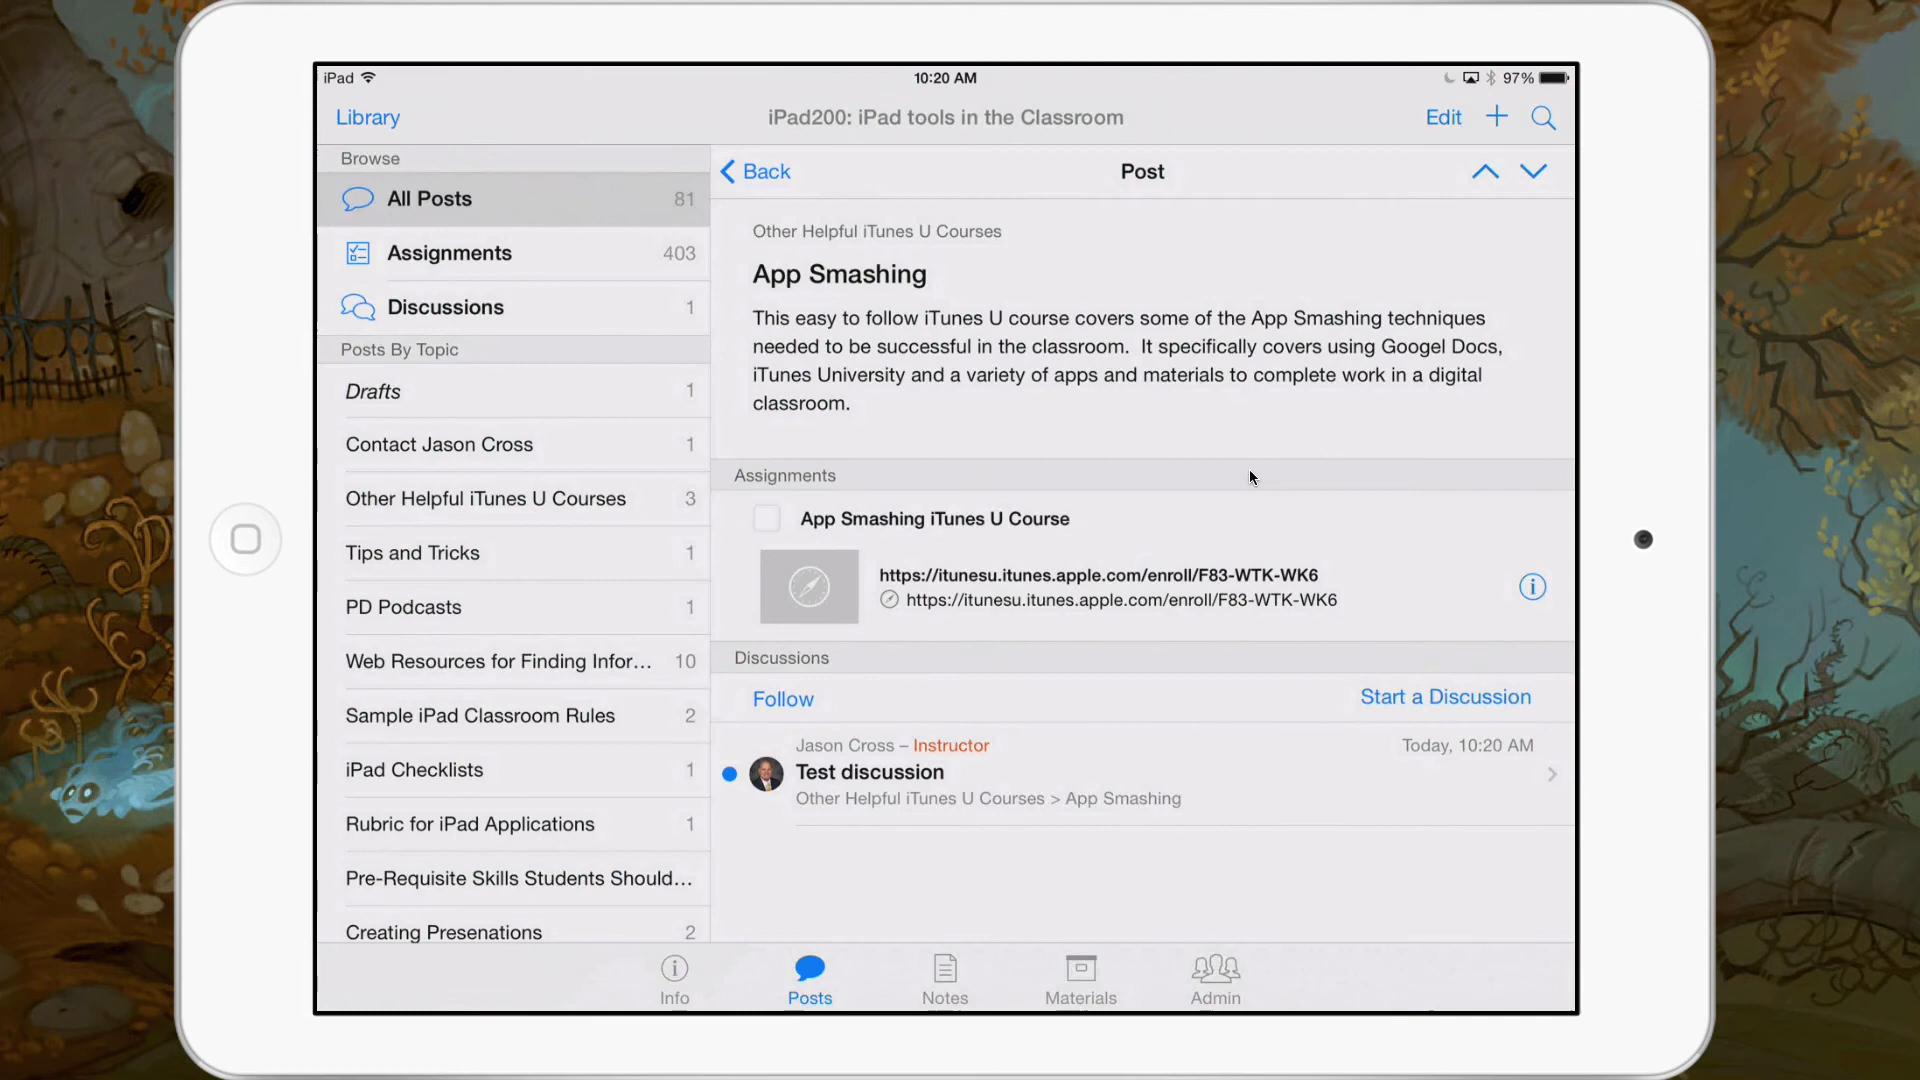 iPad
10:20 AM
97%
Library
iPad200: iPad tools in the Classroom
Edit
Browse
All Posts 81
Assignments 403
Discussions 1
Posts By Topic
Drafts 1
Contact Jason Cross 1
Other Helpful iTunes U Courses 3
Tips and Tricks 1
PD Podcasts 1
Web Resources for Finding Infor... 10
Sample iPad Classroom Rules 2
iPad Checklists 1
Rubric for iPad Applications 1
Pre-Requisite Skills Students Should...
Creating Presenations 2
Back
Post
Other Helpful iTunes U Courses
App Smashing
This easy to follow iTunes U course covers some of the App Smashing techniques
needed to be successful in the classroom.  It specifically covers using Googel Docs,
iTunes University and a variety of apps and materials to complete work in a digital
classroom.
Assignments
App Smashing iTunes U Course
https://itunesu.itunes.apple.com/enroll/F83-WTK-WK6
https://itunesu.itunes.apple.com/enroll/F83-WTK-WK6
Discussions
Follow
Start a Discussion
Jason Cross – Instructor
Today, 10:20 AM
Test discussion
Other Helpful iTunes U Courses > App Smashing
Info
Posts
Notes
Materials
Admin